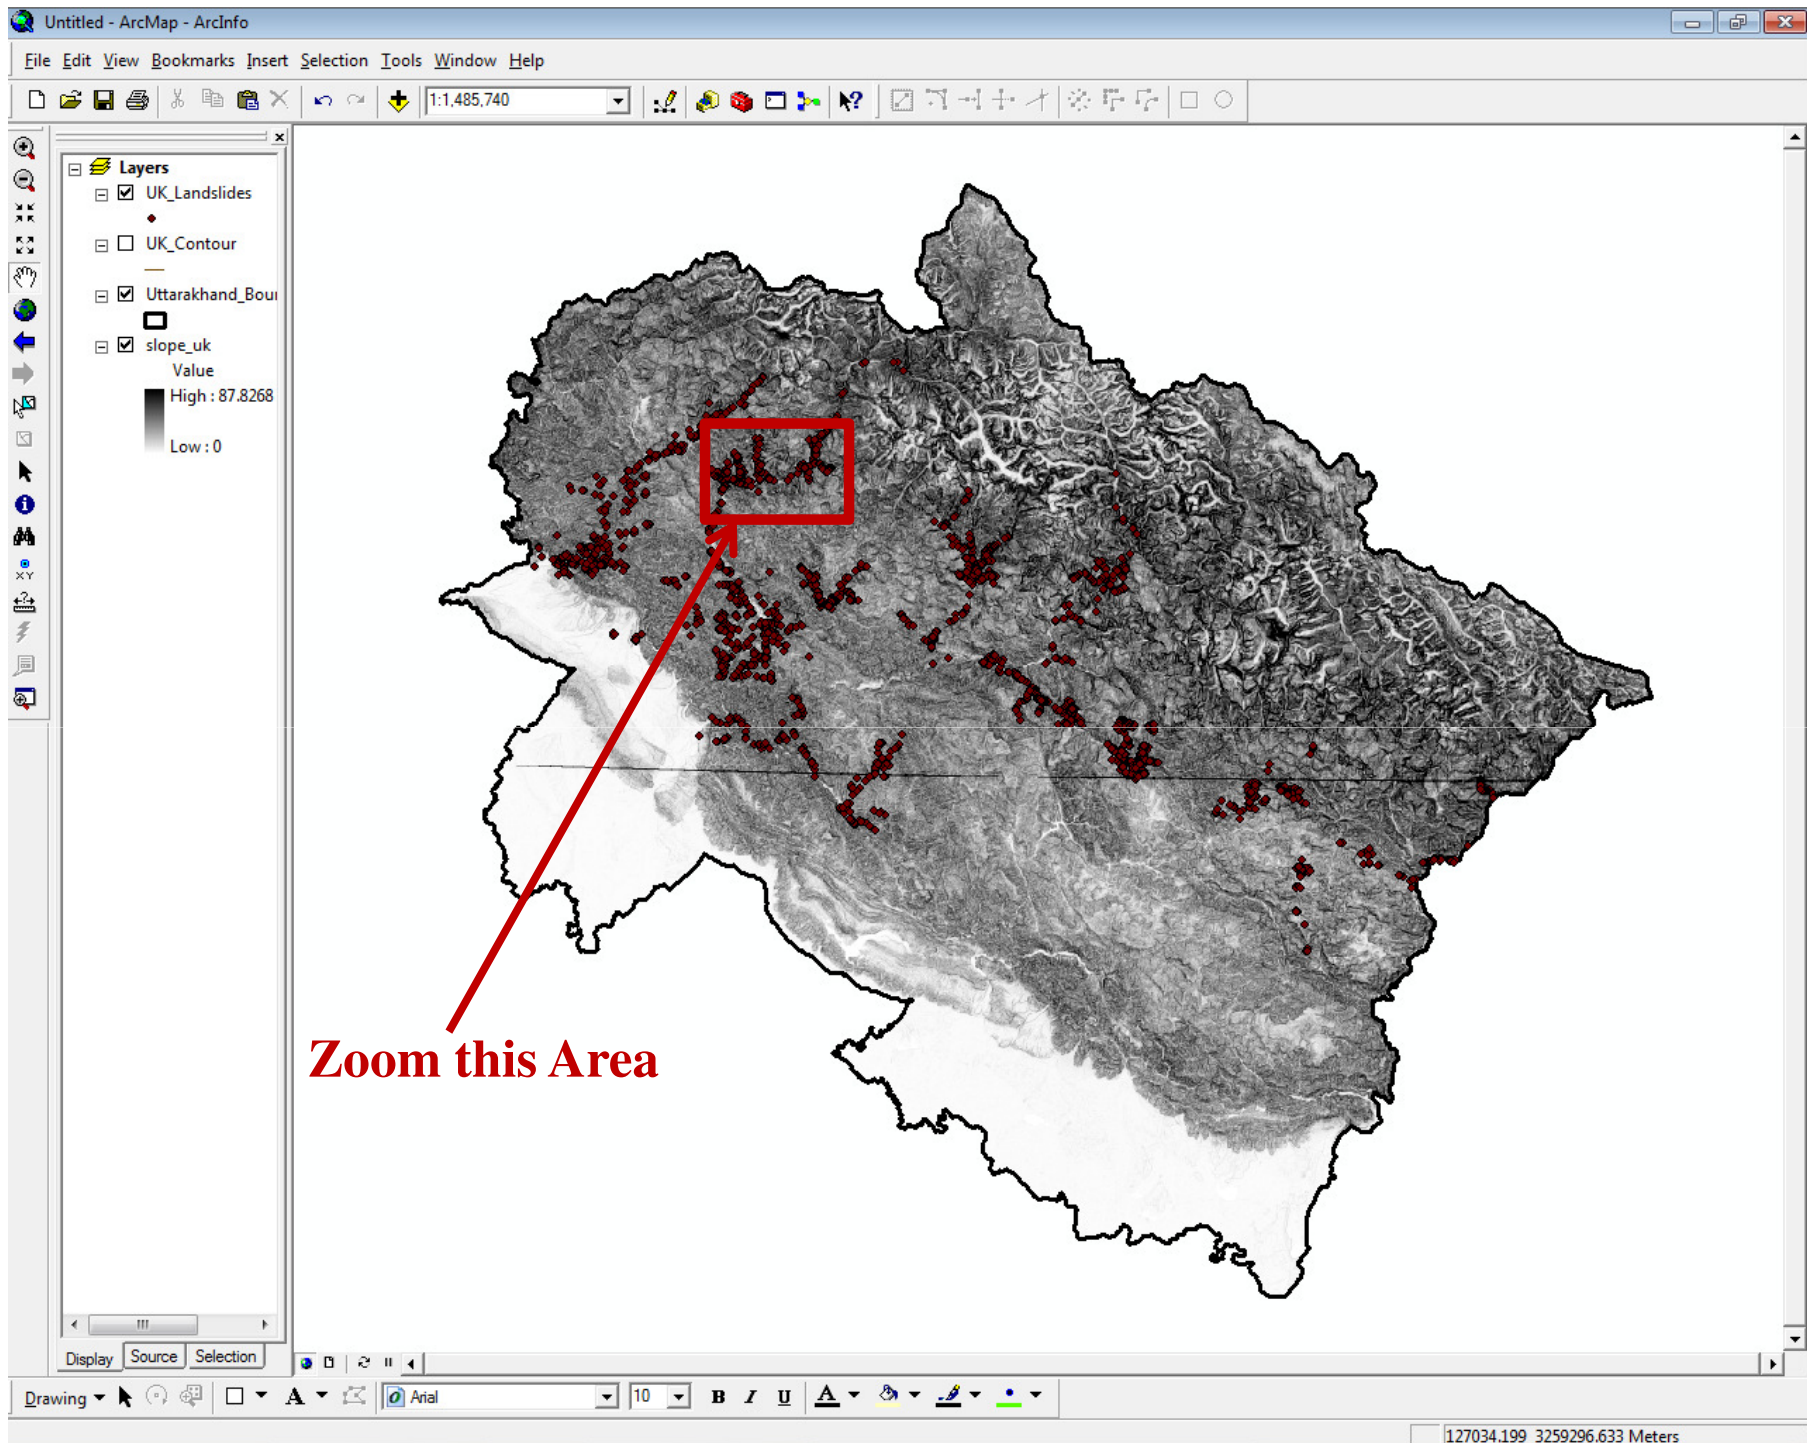 Untitled - ArcMap - ArcInfo
File Edit View Bookmarks Insert Selection Tools Window Help
1:1,485,740
Layers
UK_Landslides
UK_Contour
Uttarakhand_Bou
slope_uk
Value
High : 87.8268
Low : 0
Zoom this Area
Display Source Selection
Drawing A Arial 10 B I U A
127034.199 3259296.633 Meters